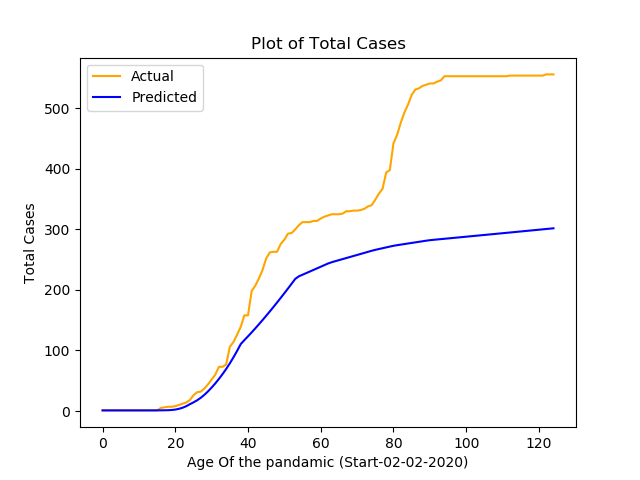 Plot of Total Cases
Actual
Predicted
500
400
300
200
100
0
Total Cases
0 20 40 60 80 100 120
Age Of the pandamic (Start-02-02-2020)